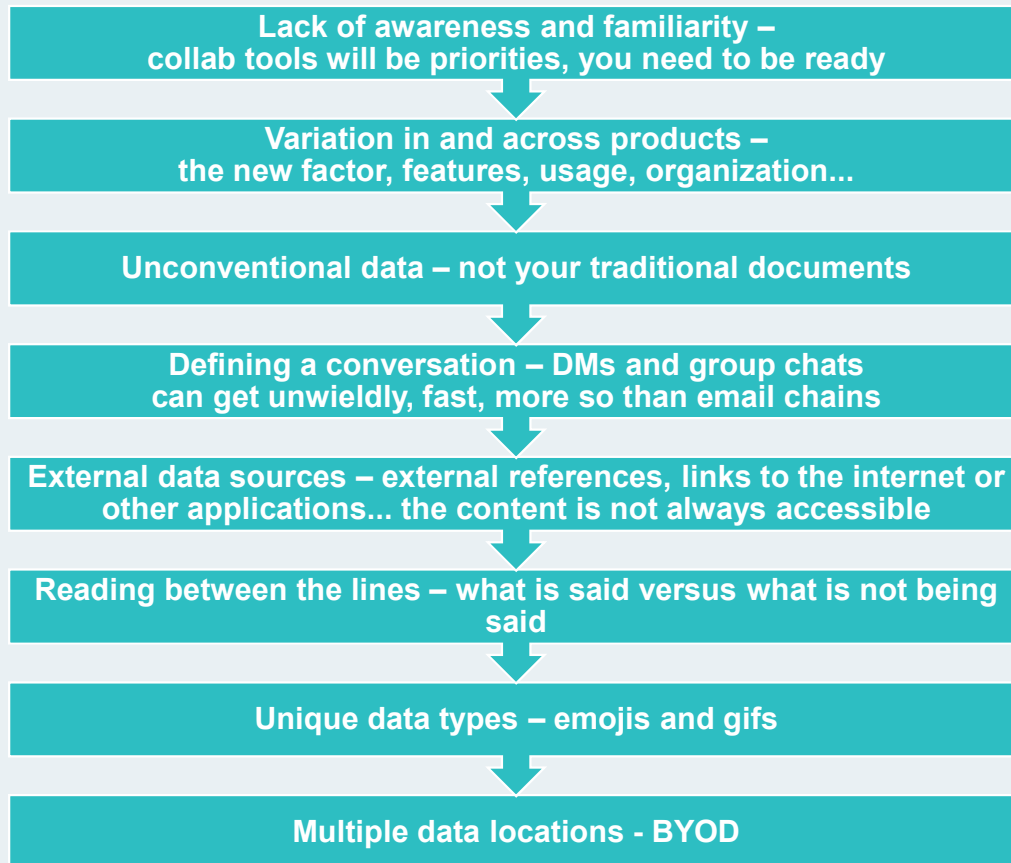 Lack of awareness and familiarity –
collab tools will be priorities, you need to be ready
Variation in and across products –
the new factor, features, usage, organization...
Unconventional data – not your traditional documents
Defining a conversation – DMs and group chats
can get unwieldly, fast, more so than email chains
External data sources – external references, links to the internet or
other applications... the content is not always accessible
Reading between the lines – what is said versus what is not being
said
Unique data types – emojis and gifs
Multiple data locations - BYOD